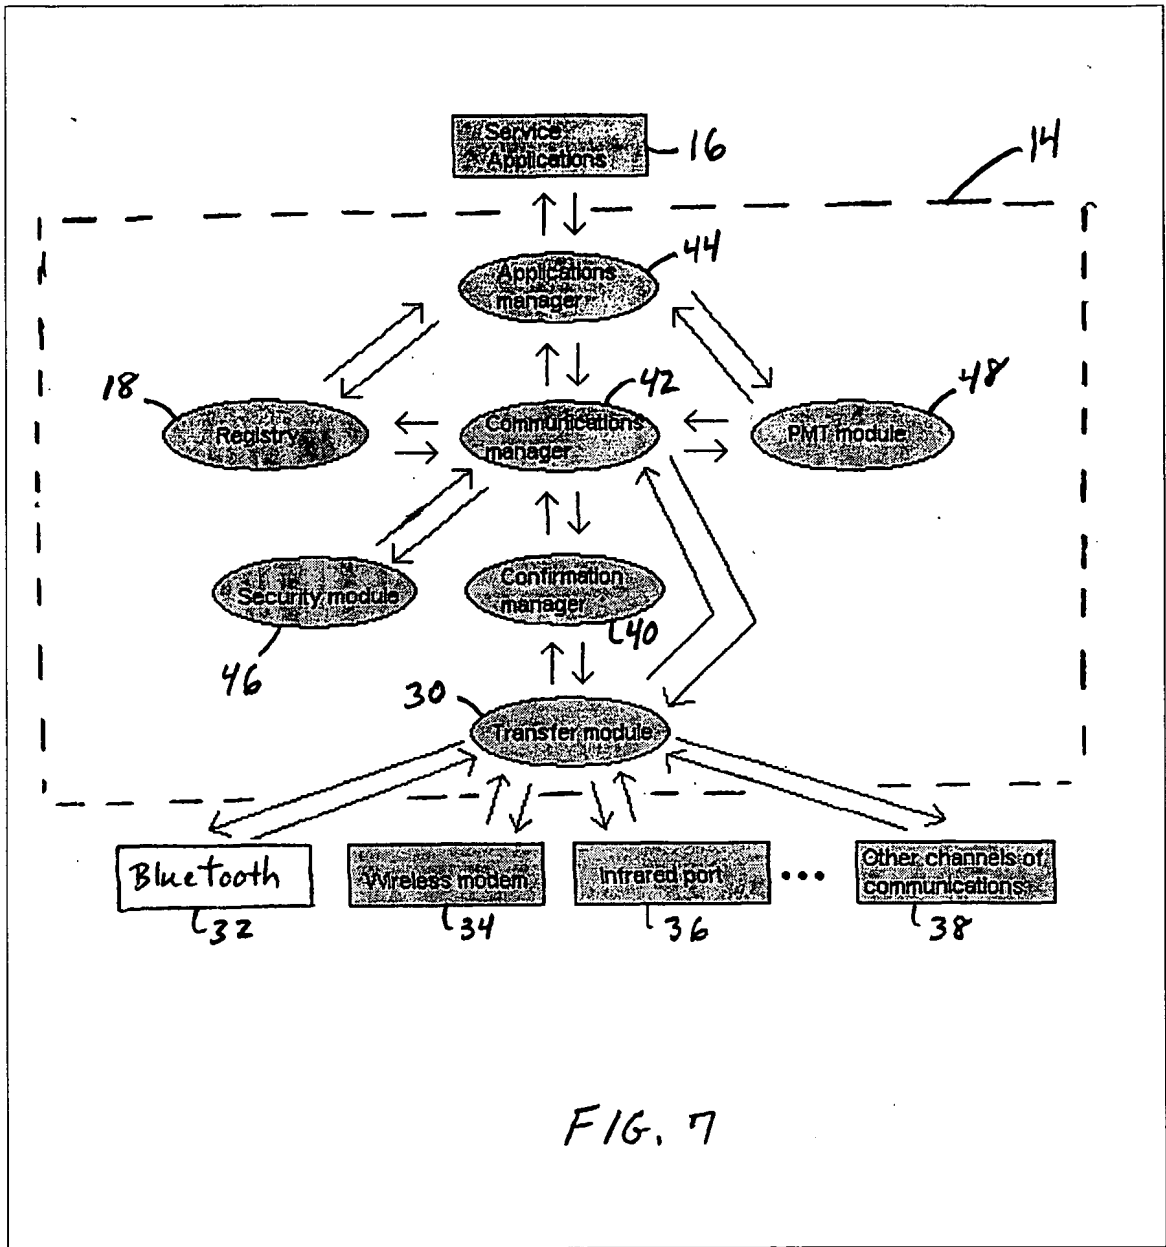 Service
Applications
16
14
Applications
manager
44
18
Registry
Communications
manager
42
PMT module
48
Security module
46
Confirmation
manager
40
30
Transfer module
Bluetooth
32
Wireless modem
34
Infrared port
36
•••
Other channels of
communications
38
FIG. 7